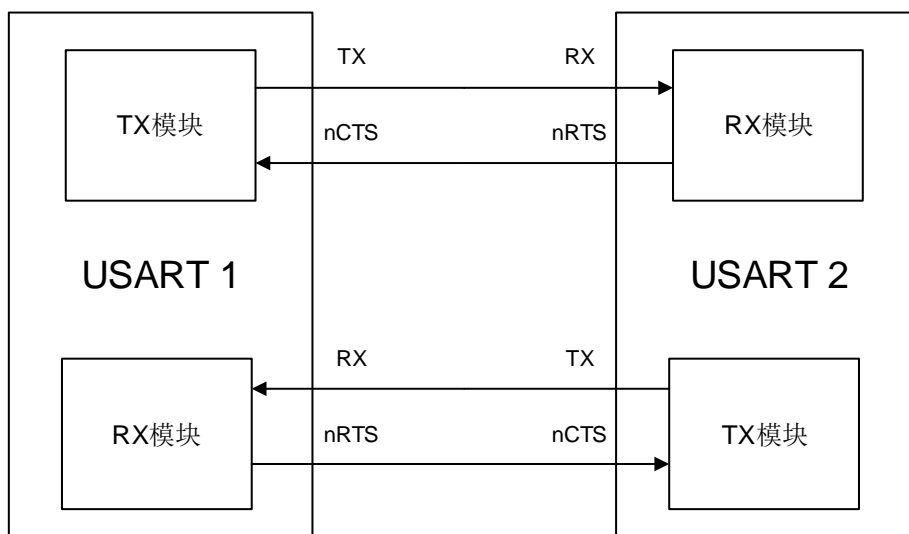 TX RX
TX模块 RX模块
nCTS nRTS
USART 1 USART 2
RX TX
RX模块 TX模块
nRTS nCTS